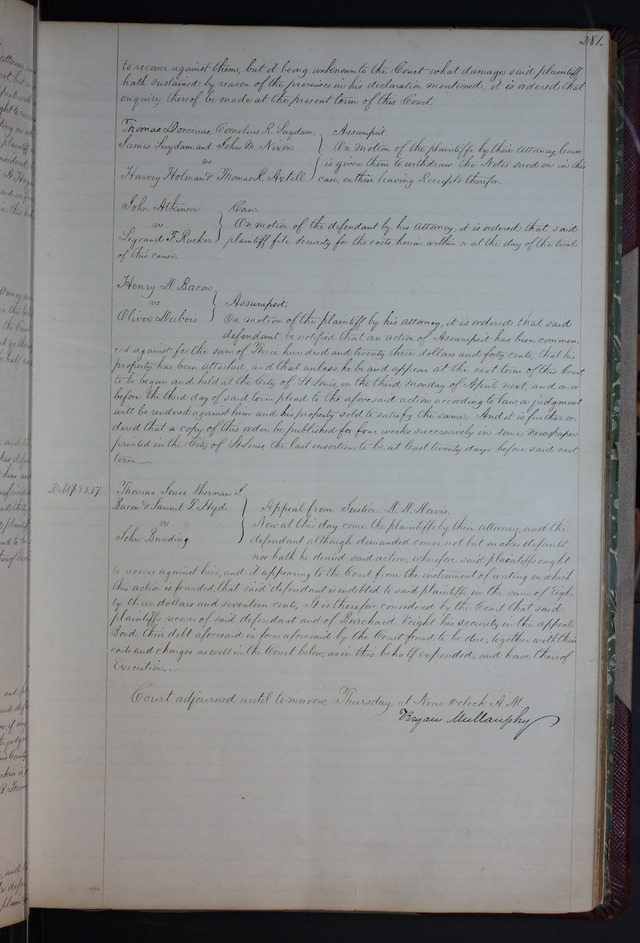 281.
to recover against them, but it being unknown to the Court what damages said plaintiff
hath sustained by reason of the premises in his declaration mentioned, it is ordered that
enquiry thereof be made at the present term of this Court.
Thomas Doremus, Cornelius R. Suydam, Assumpsit.
James Suydam and John M. Nixon On motion of the plaintiffs by their Attorney, leave
vs is given them to withdraw the Notes sued on in this
Harvey Holman & Thomas R. Axtell case, on their leaving Receipts therefor.
John Atkinson Case.
vs On motion of the defendant by his attorney, it is ordered that said
Legrand F. Rucker plaintiff file security for the costs herein within at the day of the trial
of this cause.
Henry D. Bacon,
vs Assumpsit.
Oliver Dubois On motion of the plaintiff by his attorney, it is ordered that said
defendant be notified that an action of Assumpsit has been commen
ced against for the sum of Three hundred and twenty three dollars and forty cents; that his
property has been attached, and that unless he be and appear at the next term of this Court
to be begun and held at the City of St Louis, on the third Monday of April next, and on or
before the third day of said term plead to the aforesaid action according to law, a judgment
will be rendered against him and his property sold to satisfy the same. And it is further or-
dered that a copy of this order be published for four weeks successively in some newspaper
printed in the City of St Louis, the last insertion to be at least twenty days before said next
term.
Debt $83.17 Thomas Jones, Sherman J.
Bacon & Samuel P. Hyde Appeal from Justice M. W.
vs Now at this day come the plaintiffs by their attorney, and the
John Bunding defendant although demanded comes not but makes default,
nor hath he denied said action; wherefore said plaintiffs ought
to recover against him, and it appearing to the Court from the instrument of writing on which
this action is founded, that said defendant is indebted to said plaintiffs in the sum of Eigh-
ty three dollars and seventeen cents, It is therefore considered by the Court that said
plaintiffs recover of said defendant and of Burchard Voight his security in the appeal
Bond, their debt aforesaid in form aforesaid by the Court found to be due, together with their
costs and charges as well in the Court below, as in this behalf expended, and have thereof
Execution.
Court adjourned until tomorrow, Thursday, at Nine o'clock A.M.
Bryan Mullanphy